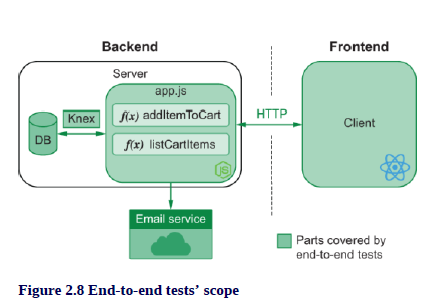 Backend
Frontend
Server
app.js
Knex
f(x) addItemToCart
HTTP
DB
f(x) listCartItems
Client
JS
Email service
Parts covered by
end-to-end tests
Figure 2.8 End-to-end tests’ scope